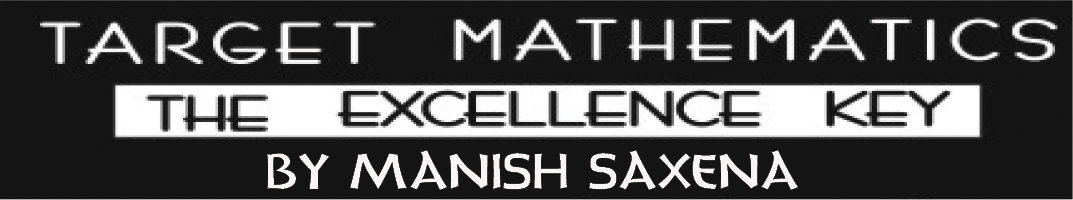 TARGET MATHEMATICS
THE EXCELLENCE KEY
BY MANISH SAXENA